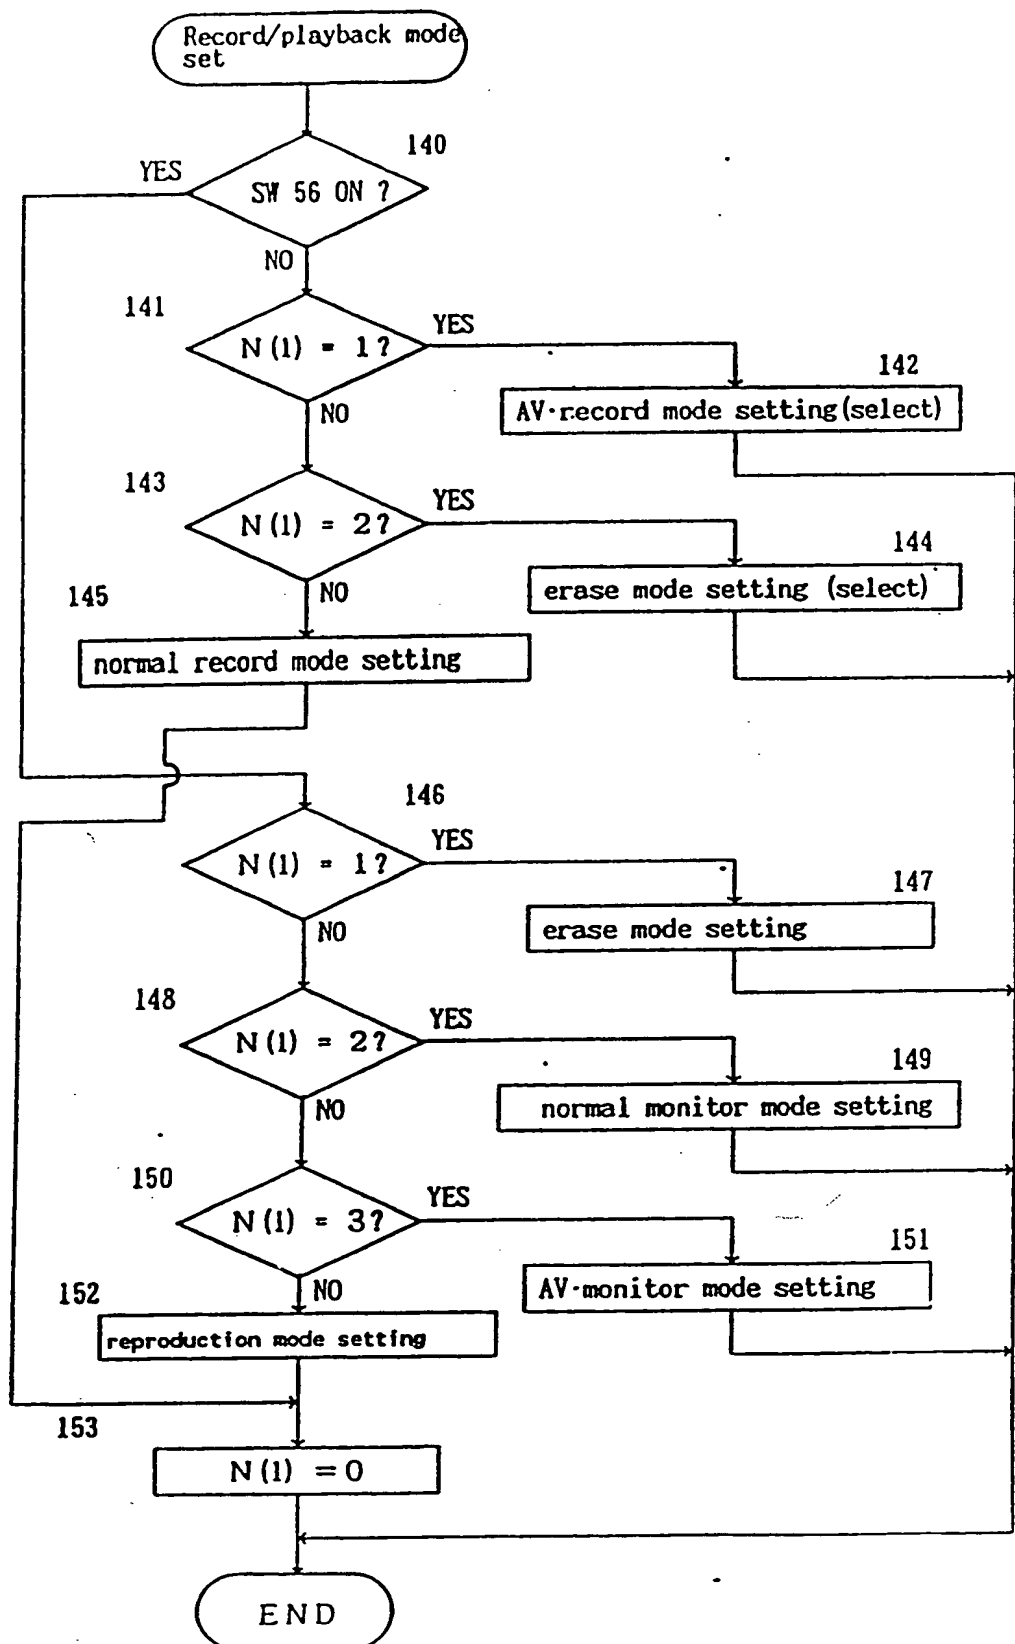 Record/playback mode
set
140
YES
SW 56 ON ?
NO
141
N(1) = 1?
YES
142
AV·record mode setting(select)
NO
143
N(1) = 2?
YES
144
erase mode setting (select)
NO
145
normal record mode setting
146
N(1) = 1?
YES
147
erase mode setting
NO
148
N(1) = 2?
YES
149
normal monitor mode setting
NO
150
N(1) = 3?
YES
151
AV·monitor mode setting
NO
152
reproduction mode setting
153
N(1) = 0
END